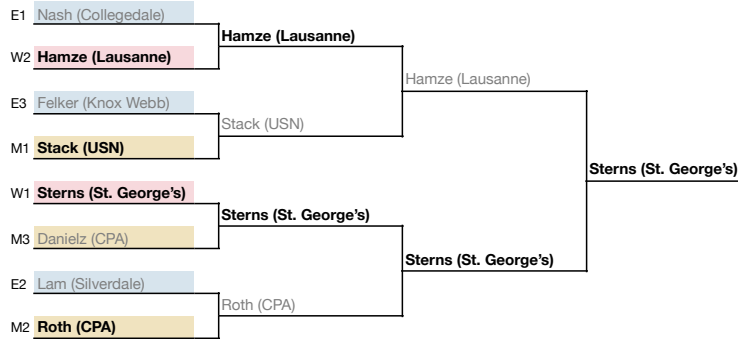 E1 Nash (Collegedale)
W2 Hamze (Lausanne)
Hamze (Lausanne)
E3 Felker (Knox Webb)
M1 Stack (USN)
Stack (USN)
Hamze (Lausanne)
W1 Sterns (St. George's)
M3 Danielz (CPA)
Sterns (St. George's)
E2 Lam (Silverdale)
M2 Roth (CPA)
Roth (CPA)
Sterns (St. George's)
Sterns (St. George's)